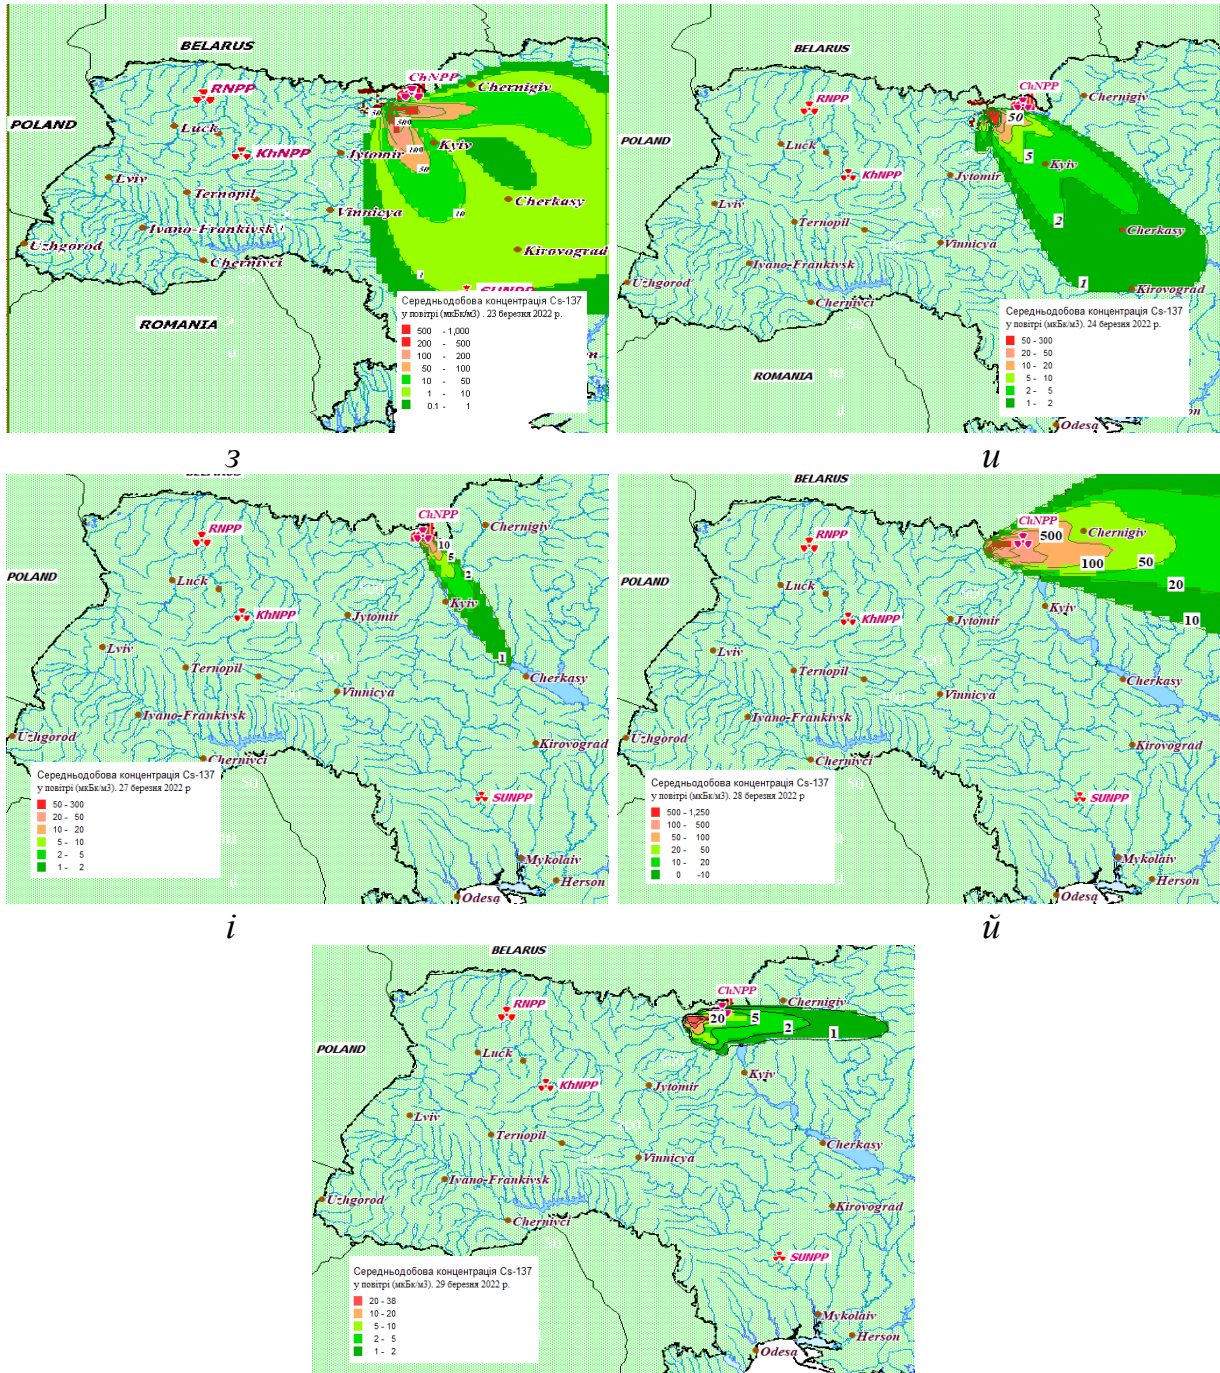 BELARUS
ChNPP
Chernigiv
RNPP
POLAND
Luck
50
300
KhNPP
Jytomir
100
Kyiv
Lviv
50
Ternopil
Cherkasy
Vinnicya
10
Ivano-Frankivsk
Uzhgorod
Kirovograd
Chernivci
1
SUNPP
ROMANIA
Середньодобова концентрація Cs-137
у повітрі (мкБк/м3) . 23 березня 2022 р.
500 - 1,000
200 - 500
100 - 200
50 - 100
10 - 50
1 - 10
0.1 - 1
з
BELARUS
ChNPP
Chernigiv
RNPP
50
POLAND
Luck
5
Kyiv
KhNPP
Jytomir
Lviv
Ternopil
2
Cherkasy
Vinnicya
Ivano-Frankivsk
Uzhgorod
1
Kirovograd
Chernivci
ROMANIA
Середньодобова концентрація Cs-137
у повітрі (мкБк/м3). 24 березня 2022 р.
50 - 300
20 - 50
10 - 20
5 - 10
2 - 5
1 - 2
Herson
Odesa
и
BELARUS
ChNPP
Chernigiv
RNPP
10
5
POLAND
Luck
2
Kyiv
KhNPP
Jytomir
Lviv
1
Ternopil
Cherkasy
Vinnicya
Ivano-Frankivsk
Uzhgorod
Kirovograd
Chernivci
SUNPP
Середньодобова концентрація Cs-137
у повітрі (мкБк/м3). 27 березня 2022 р
50 - 300
20 - 50
10 - 20
5 - 10
2 - 5
1 - 2
Mykolaiv
Herson
Odesa
і
BELARUS
ChNPP
Chernigiv
RNPP
500
100
50
POLAND
Luck
20
Kyiv
10
KhNPP
Jytomir
Lviv
Ternopil
Cherkasy
Vinnicya
Ivano-Frankivsk
Uzhgorod
Kirovograd
Chernivci
SUNPP
Середньодобова концентрація Cs-137
у повітрі (мкБк/м3). 28 березня 2022 р
500 - 1,250
100 - 500
50 - 100
20 - 50
10 - 20
0 -10
Mykolaiv
Herson
Odesa
й
BELARUS
ChNPP
Chernigiv
RNPP
20
5
2
1
POLAND
Luck
Kyiv
KhNPP
Jytomir
Lviv
Ternopil
Cherkasy
Vinnicya
Ivano-Frankivsk
Uzhgorod
Kirovograd
Chernivci
SUNPP
Середньодобова концентрація Cs-137
у повітрі (мкБк/м3). 29 березня 2022 р.
20 - 38
10 - 20
5 - 10
2 - 5
1 - 2
Mykolaiv
Herson
Odesa